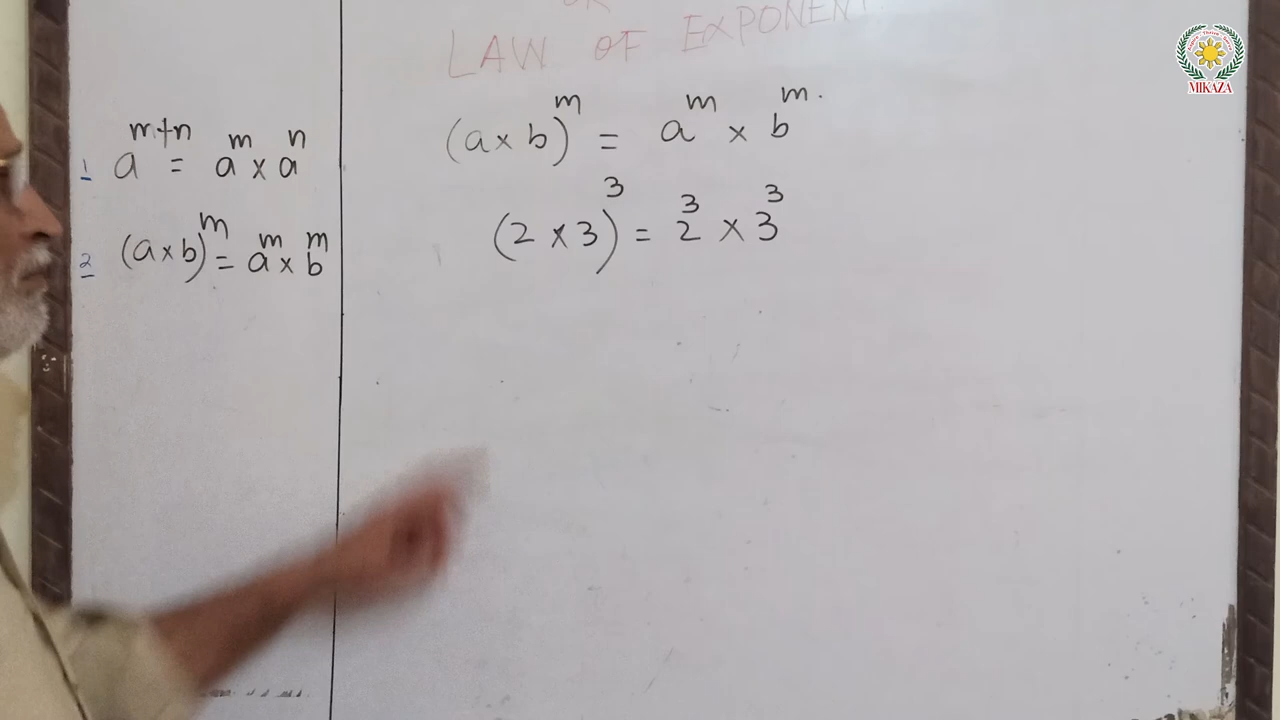 LAW OF EXPONENT
1 a^{m+n} = a^m × a^n
2 (a×b)^m = a^m × b^m
(a × b)^m = a^m × b^m.
(2 × 3)^3 = 2^3 × 3^3
MIKAZA